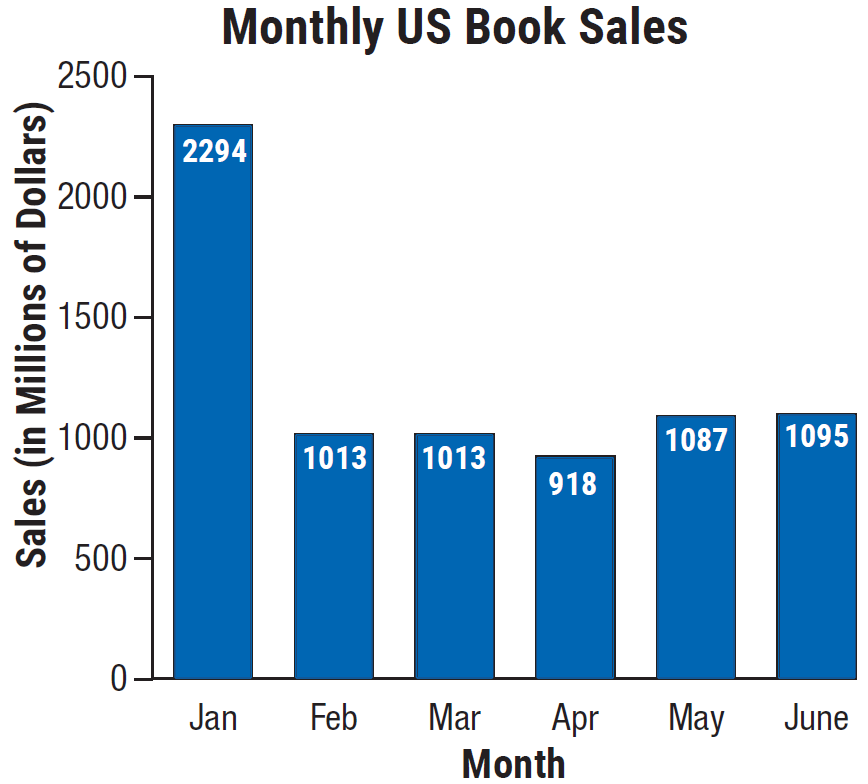 Monthly US Book Sales
Sales (in Millions of Dollars)
2500
2000
1500
1000
500
0
2294
1013
1013
918
1087
1095
Jan
Feb
Mar
Apr
May
June
Month